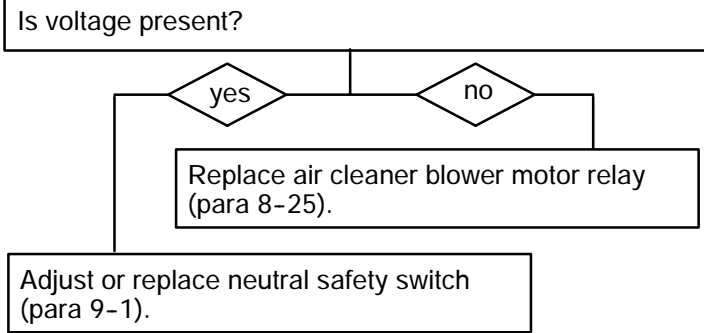 Is voltage present?
yes
no
Replace air cleaner blower motor relay
(para 8-25).
Adjust or replace neutral safety switch
(para 9-1).